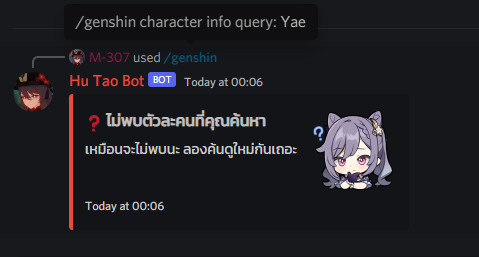 /genshin character info query: Yae
M-307 used /genshin
Hu Tao Bot BOT Today at 00:06
? ไม่พบตัวละคนที่คุณค้นหา
?
เหมือนจะไม่พบนะ ลองค้นดูใหม่กันเถอะ
Today at 00:06